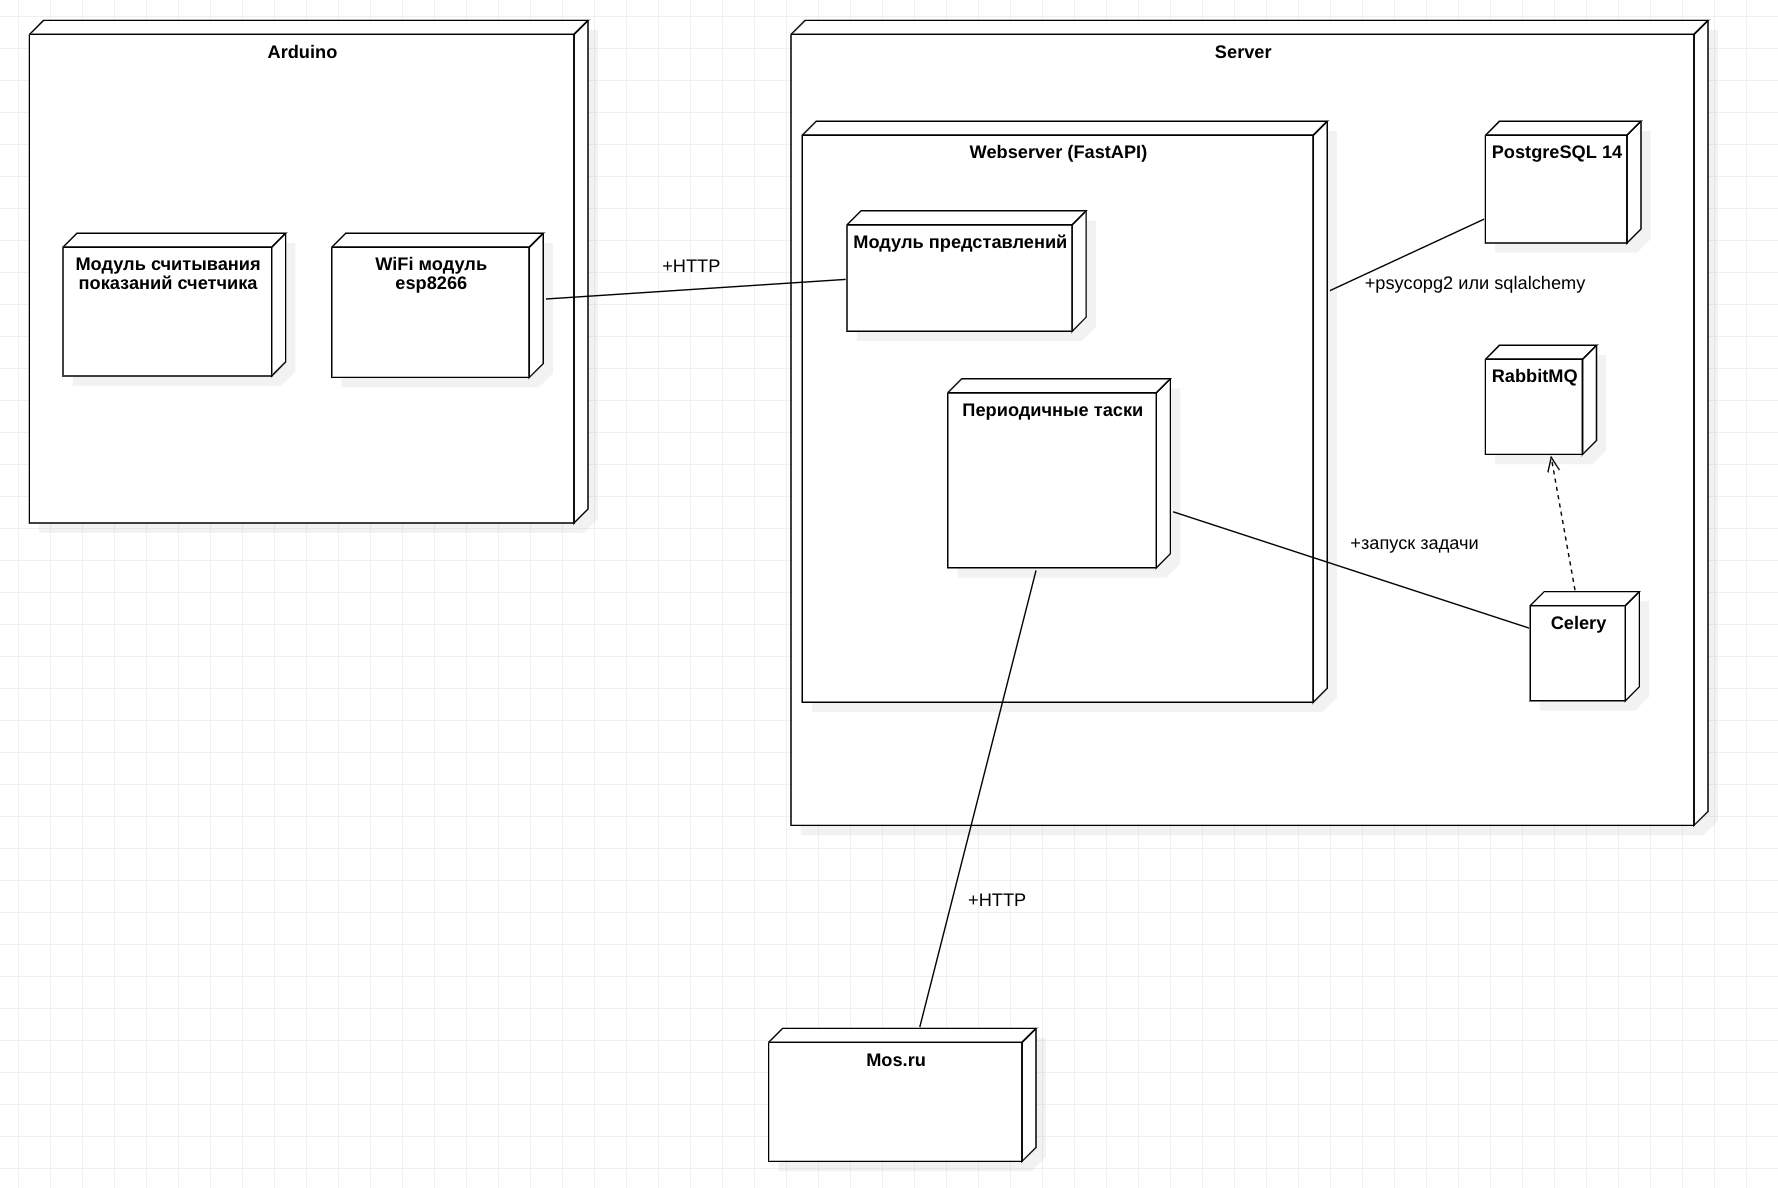 Arduino
Модуль считывания
показаний счетчика
WiFi модуль
esp8266
+HTTP
Server
Webserver (FastAPI)
Модуль представлений
Периодичные таски
PostgreSQL 14
+psycopg2 или sqlalchemy
RabbitMQ
+запуск задачи
Celery
+HTTP
Mos.ru